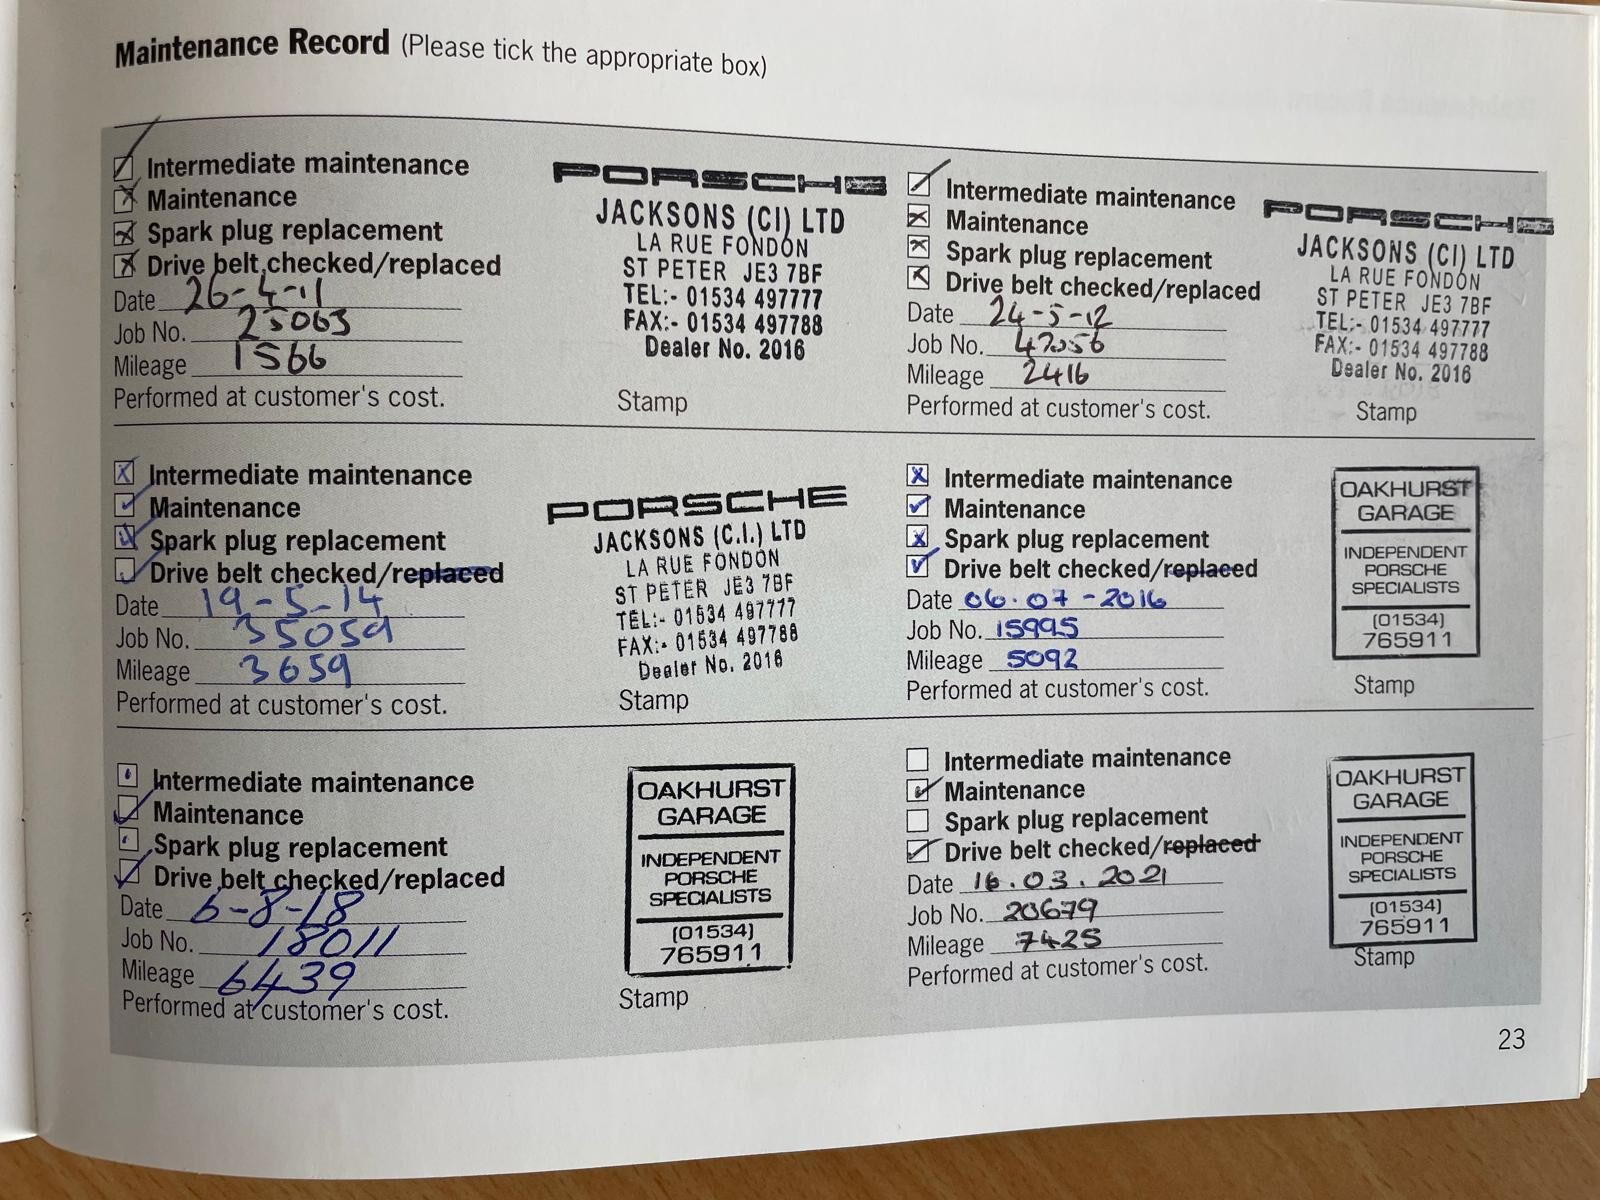 Maintenance Record (Please tick the appropriate box)
Intermediate maintenance
Maintenance
Spark plug replacement
Drive belt checked/replaced
Date 26-4-11
Job No. 25063
Mileage 1566
Performed at customer's cost.
PORSCHE
JACKSONS (CI) LTD
LA RUE FONDON
ST PETER JE3 7BF
TEL:- 01534 497777
FAX:- 01534 497788
Dealer No. 2016
Stamp
Intermediate maintenance
Maintenance
Spark plug replacement
Drive belt checked/replaced
Date 24-5-12
Job No. 47056
Mileage 2416
Performed at customer's cost.
PORSCHE
JACKSONS (CI) LTD
LA RUE FONDON
ST PETER JE3 7BF
TEL:- 01534 497777
FAX:- 01534 497788
Dealer No. 2016
Stamp
Intermediate maintenance
Maintenance
Spark plug replacement
Drive belt checked/replaced
Date 19-5-14
Job No. 35059
Mileage 3659
Performed at customer's cost.
PORSCHE
JACKSONS (C.I.) LTD
LA RUE FONDON
ST PETER JE3 7BF
TEL:- 01534 497777
FAX:- 01534 497788
Dealer No. 2016
Stamp
Intermediate maintenance
Maintenance
Spark plug replacement
Drive belt checked/replaced
Date 06.07-2016
Job No. 15995
Mileage 5092
Performed at customer's cost.
OAKHURST
GARAGE
INDEPENDENT
PORSCHE
SPECIALISTS
(01534)
765911
Stamp
Intermediate maintenance
Maintenance
Spark plug replacement
Drive belt checked/replaced
Date 6-8-18
Job No. 18011
Mileage 6439
Performed at customer's cost.
OAKHURST
GARAGE
INDEPENDENT
PORSCHE
SPECIALISTS
(01534)
765911
Stamp
Intermediate maintenance
Maintenance
Spark plug replacement
Drive belt checked/replaced
Date 16.03.2021
Job No. 20679
Mileage 7425
Performed at customer's cost.
OAKHURST
GARAGE
INDEPENDENT
PORSCHE
SPECIALISTS
(01534)
765911
Stamp
23